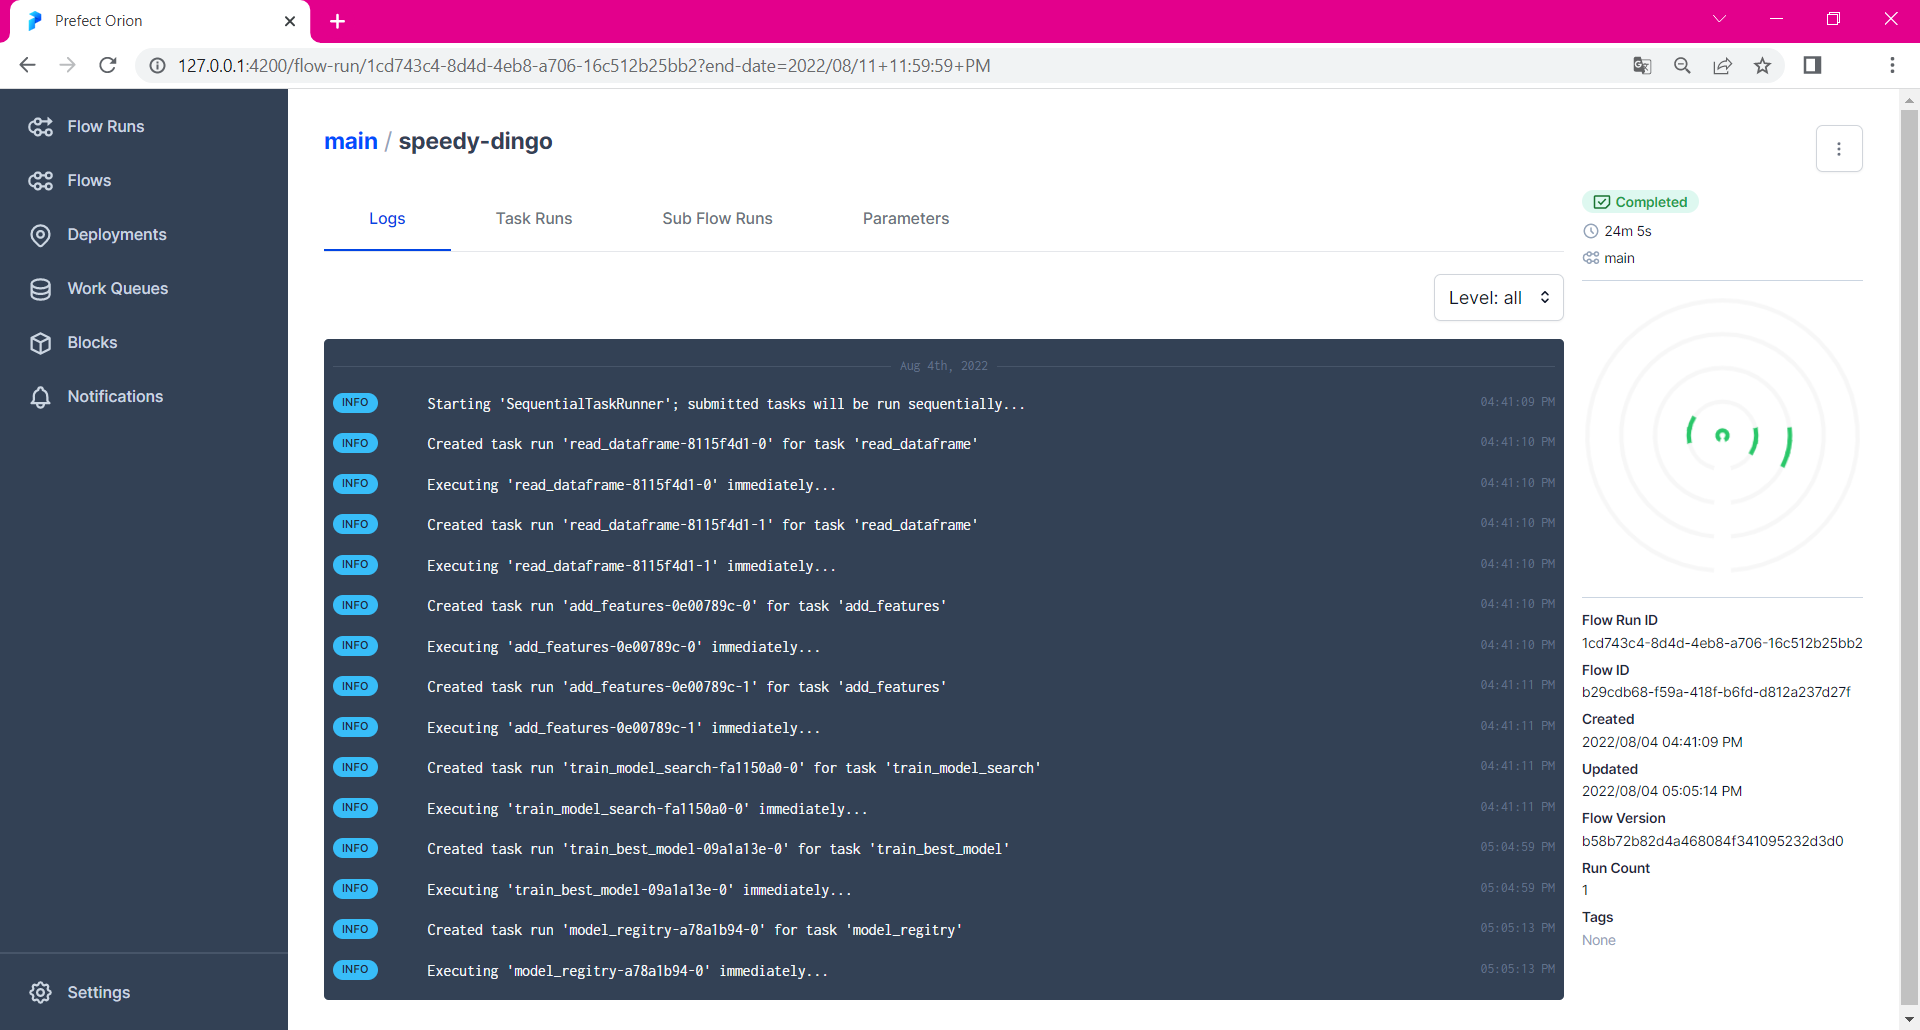 Prefect Orion
127.0.0.1:4200/flow-run/1cd743c4-8d4d-4eb8-a706-16c512b25bb2?end-date=2022/08/11+11:59:59+PM
Flow Runs
Flows
Deployments
Work Queues
Blocks
Notifications
Settings
main / speedy-dingo
Logs Task Runs Sub Flow Runs Parameters
Level: all
Aug 4th, 2022
INFO Starting 'SequentialTaskRunner'; submitted tasks will be run sequentially... 04:41:09 PM
INFO Created task run 'read_dataframe-8115f4d1-0' for task 'read_dataframe' 04:41:10 PM
INFO Executing 'read_dataframe-8115f4d1-0' immediately... 04:41:10 PM
INFO Created task run 'read_dataframe-8115f4d1-1' for task 'read_dataframe' 04:41:10 PM
INFO Executing 'read_dataframe-8115f4d1-1' immediately... 04:41:10 PM
INFO Created task run 'add_features-0e00789c-0' for task 'add_features' 04:41:10 PM
INFO Executing 'add_features-0e00789c-0' immediately... 04:41:10 PM
INFO Created task run 'add_features-0e00789c-1' for task 'add_features' 04:41:11 PM
INFO Executing 'add_features-0e00789c-1' immediately... 04:41:11 PM
INFO Created task run 'train_model_search-fa1150a0-0' for task 'train_model_search' 04:41:11 PM
INFO Executing 'train_model_search-fa1150a0-0' immediately... 04:41:11 PM
INFO Created task run 'train_best_model-09a1a13e-0' for task 'train_best_model' 05:04:59 PM
INFO Executing 'train_best_model-09a1a13e-0' immediately... 05:04:59 PM
INFO Created task run 'model_regitry-a78a1b94-0' for task 'model_regitry' 05:05:13 PM
INFO Executing 'model_regitry-a78a1b94-0' immediately... 05:05:13 PM
Completed
24m 5s
main
Flow Run ID
1cd743c4-8d4d-4eb8-a706-16c512b25bb2
Flow ID
b29cdb68-f59a-418f-b6fd-d812a237d27f
Created
2022/08/04 04:41:09 PM
Updated
2022/08/04 05:05:14 PM
Flow Version
b58b72b82d4a468084f341095232d3d0
Run Count
1
Tags
None